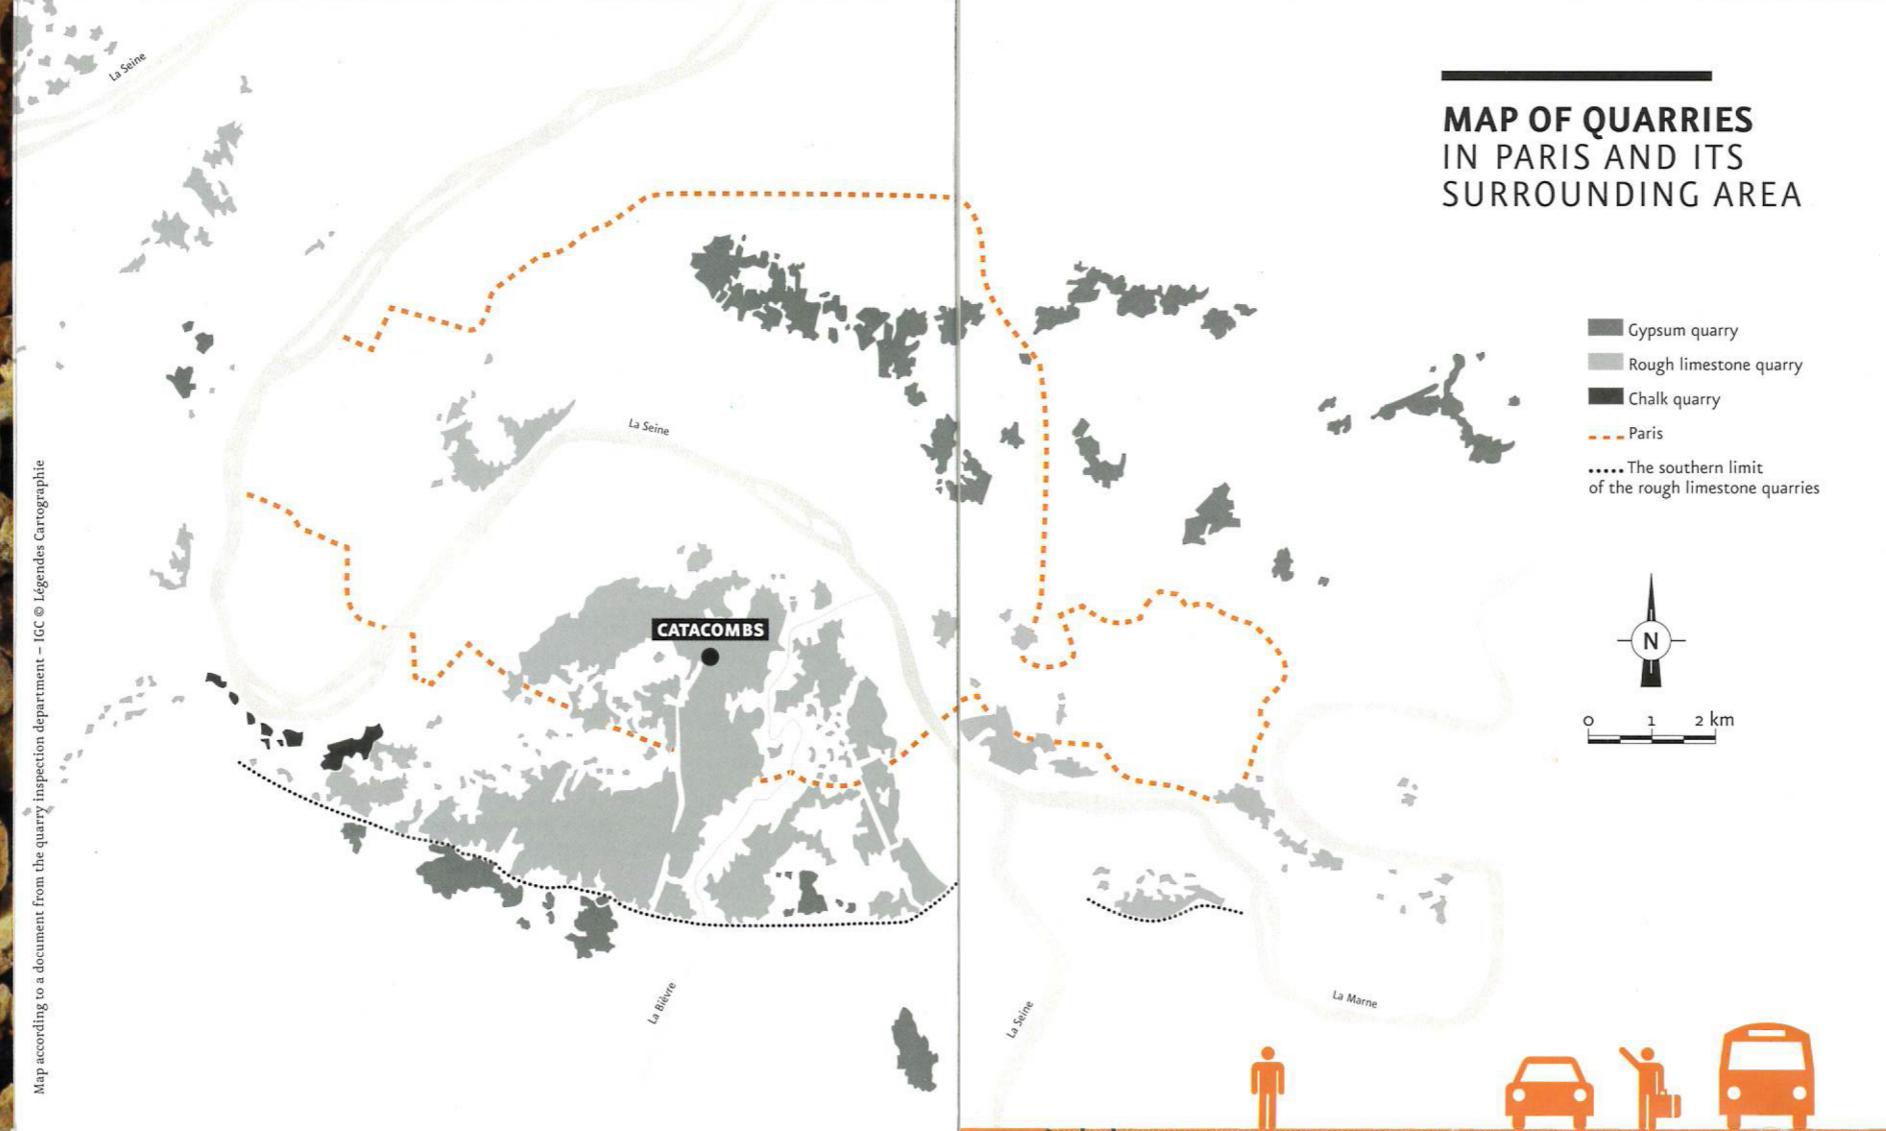 La Seine
MAP OF QUARRIES
IN PARIS AND ITS
SURROUNDING AREA
Gypsum quarry
Rough limestone quarry
Chalk quarry
Paris
The southern limit
of the rough limestone quarries
La Seine
CATACOMBS
N
0 1 2 km
La Bièvre
La Seine
La Marne
Map according to a document from the quarry inspection department – IGC © Légendes Cartographie